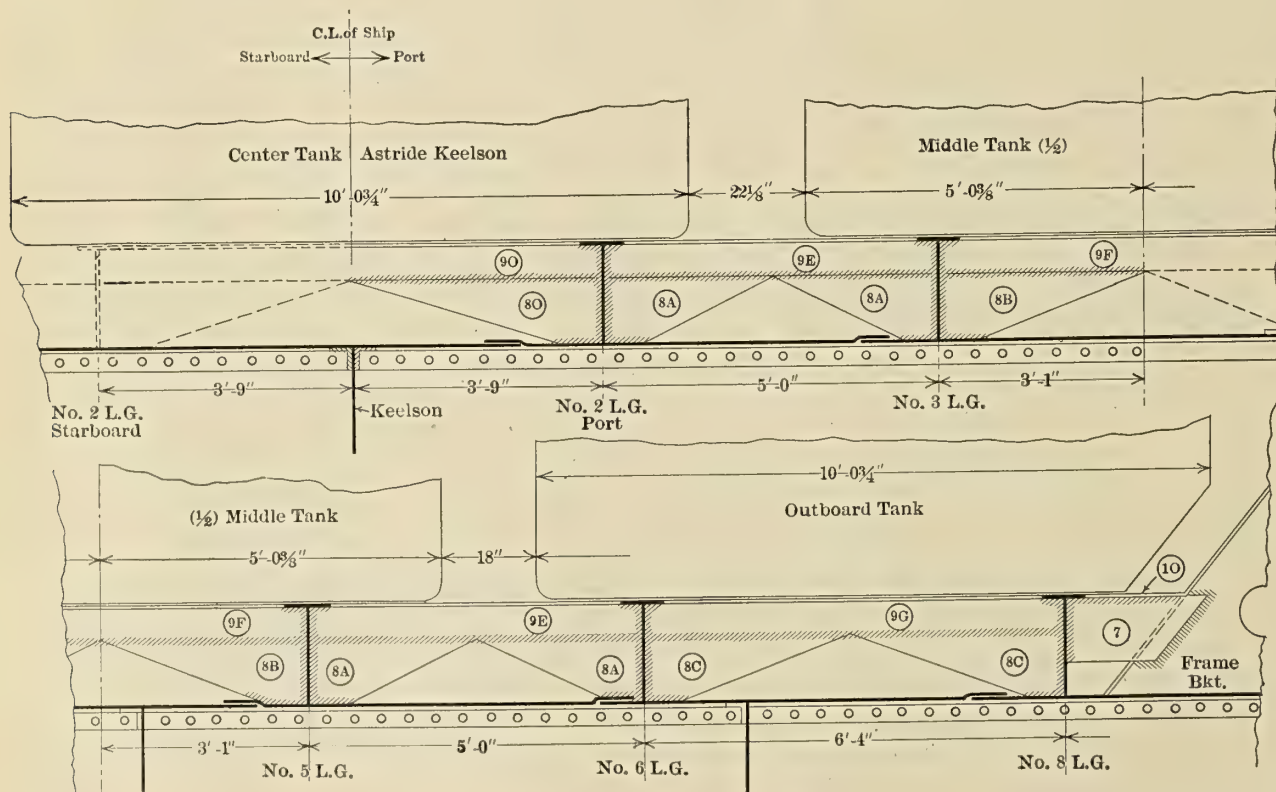 C.L. of Ship
Starboard Port
Center Tank Astride Keelson
Middle Tank (½)
10'-0¾"
22⅛"
5'-0⅜"
9O
9E
9F
8O
8A
8A
8B
3'-9"
3'-9"
5'-0"
3'-1"
No. 2 L.G.
Starboard
Keelson
No. 2 L.G.
Port
No. 3 L.G.
10'-0¾"
(½) Middle Tank
Outboard Tank
5'-0⅜"
18"
10
9F
9E
9G
7
8B
8A
8A
8C
8C
Frame
Bkt.
3'-1"
5'-0"
6'-4"
No. 5 L.G.
No. 6 L.G.
No. 8 L.G.